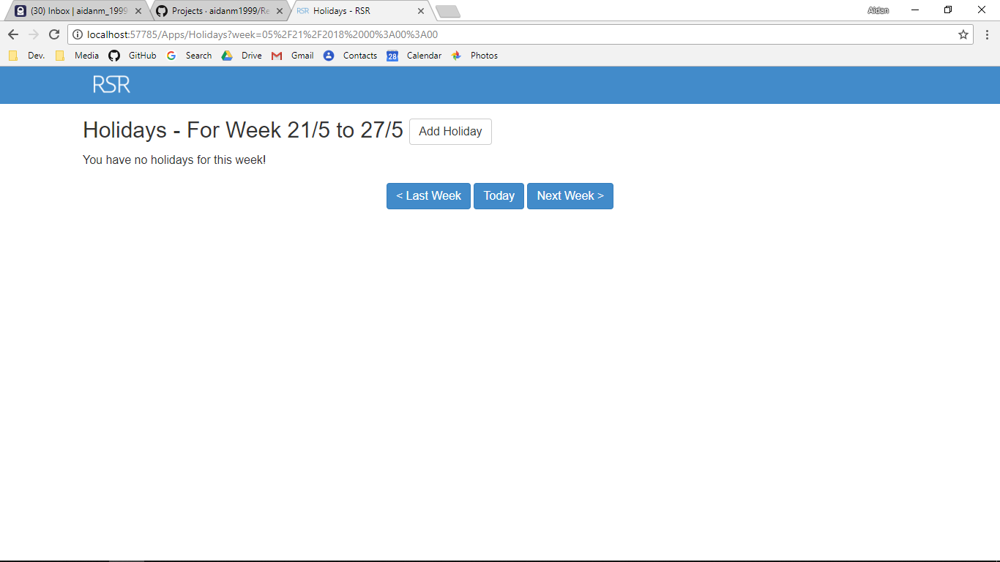 (30) Inbox | aidanm_1999
Projects · aidanm1999/Re
RSR Holidays - RSR
Aidan
localhost:57785/Apps/Holidays?week=05%2F21%2F2018%2000%3A00%3A00
Dev. Media GitHub Search Drive Gmail Contacts 28 Calendar Photos
RSR
Holidays - For Week 21/5 to 27/5 Add Holiday
You have no holidays for this week!
< Last Week Today Next Week >